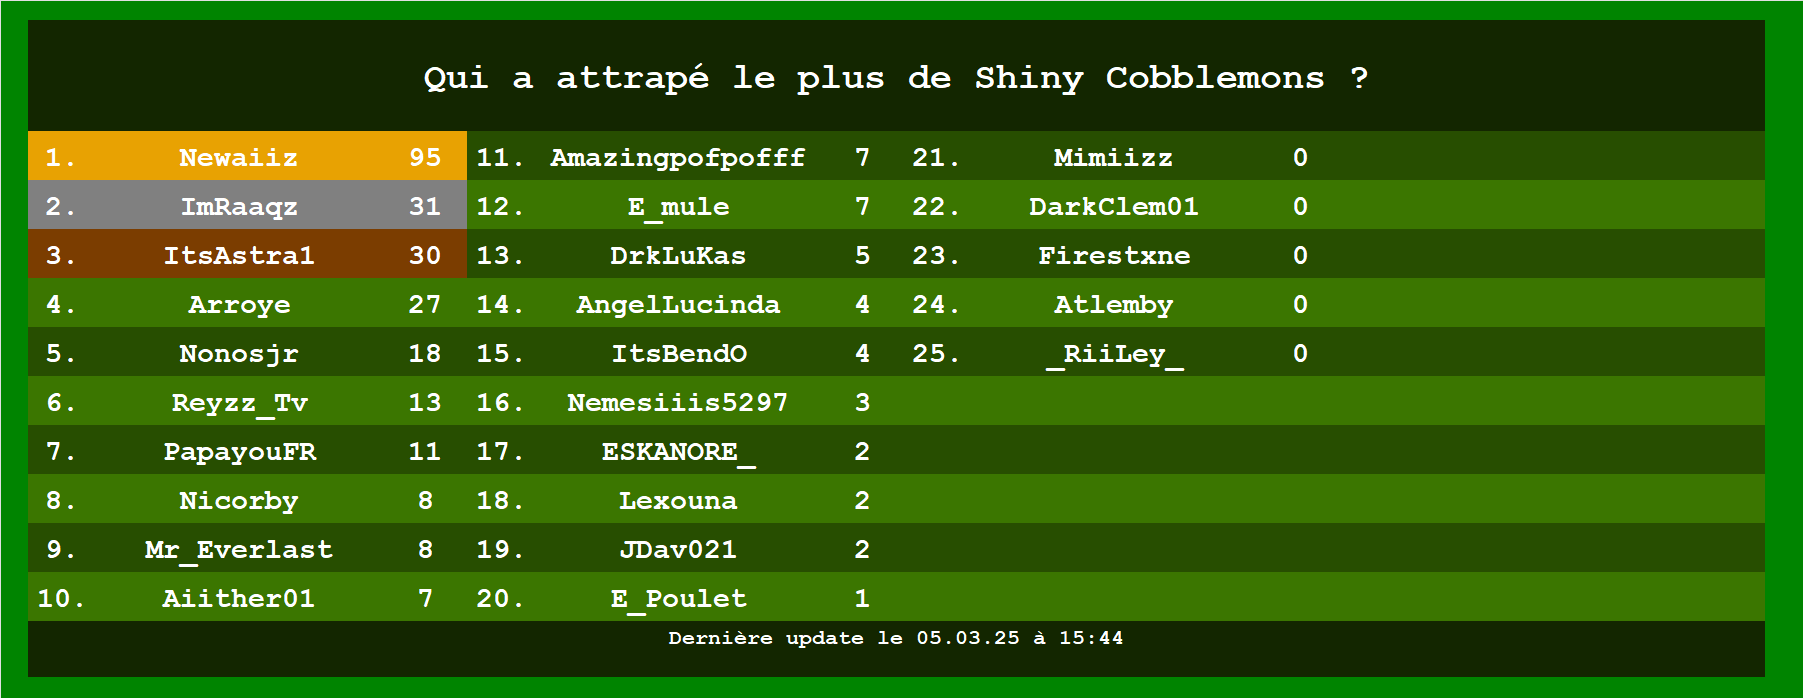 Qui a attrapé le plus de Shiny Cobblemons ?
1. Newaiiz 95
2. ImRaaqz 31
3. ItsAstra1 30
4. Arroye 27
5. Nonosjr 18
6. Reyzz_Tv 13
7. PapayouFR 11
8. Nicorby 8
9. Mr_Everlast 8
10. Aiither01 7
11. Amazingpofpofff 7
12. E_mule 7
13. DrkLuKas 5
14. AngelLucinda 4
15. ItsBendO 4
16. Nemesiiis5297 3
17. ESKANORE_ 2
18. Lexouna 2
19. JDav021 2
20. E_Poulet 1
21. Mimiizz 0
22. DarkClem01 0
23. Firestxne 0
24. Atlemby 0
25. _RiiLey_ 0
Dernière update le 05.03.25 à 15:44